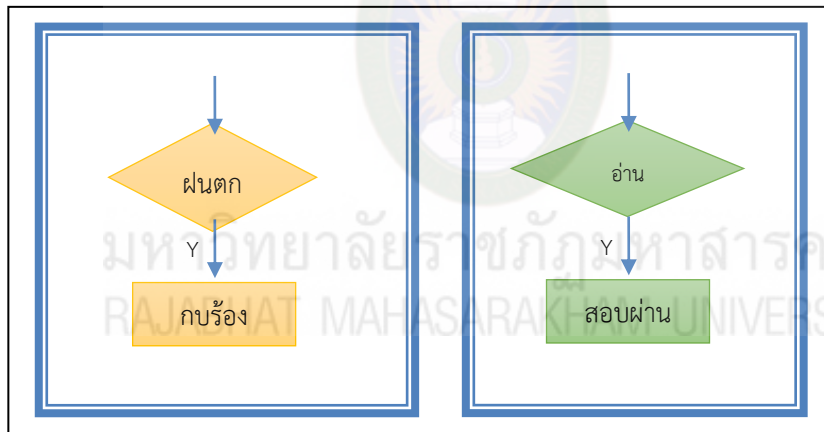 ฝนตก
Y
กบร้อง
อ่าน
Y
สอบผ่าน
มหาวิทยาลัยราชภัฏมหาสารค
RAJABHAT MAHASARAKHAM UNIVERS